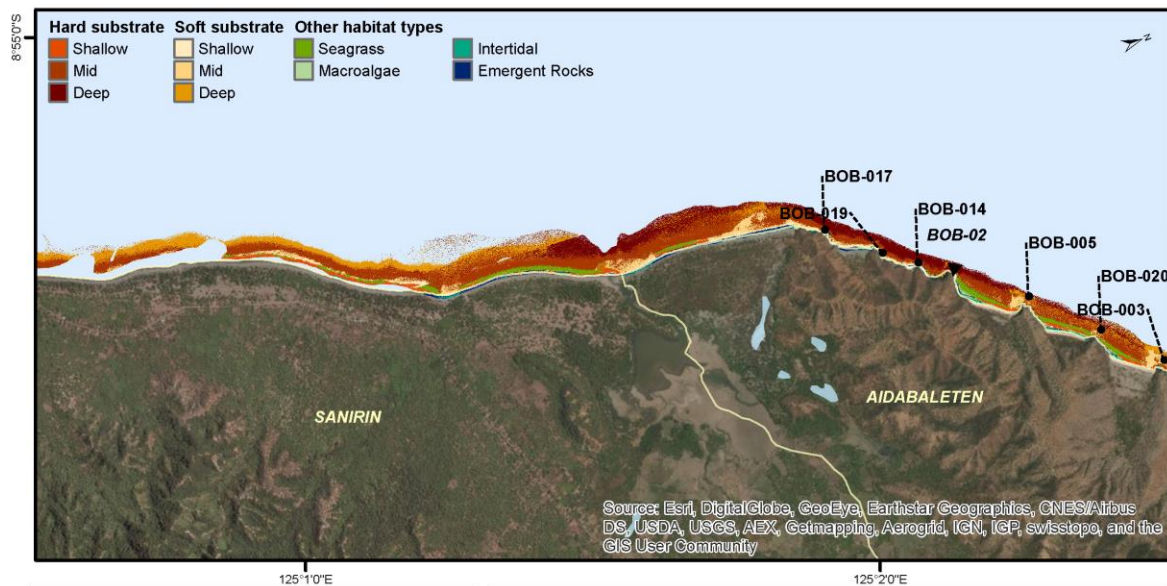 Hard substrate
Shallow
Mid
Deep
Soft substrate
Shallow
Mid
Deep
Other habitat types
Seagrass
Macroalgae
Intertidal
Emergent Rocks
Z
8°55'0"S
BOB-017
BOB-019
BOB-014
BOB-02
BOB-005
BOB-020
BOB-003
SANIRIN
AIDABALETEN
Source: Esri, DigitalGlobe, GeoEye, Earthstar Geographics, CNES/Airbus
DS, USDA, USGS, AEX, Getmapping, Aerogrid, IGN, IGP, swisstopo, and the
GIS User Community
125°1'0"E
125°2'0"E